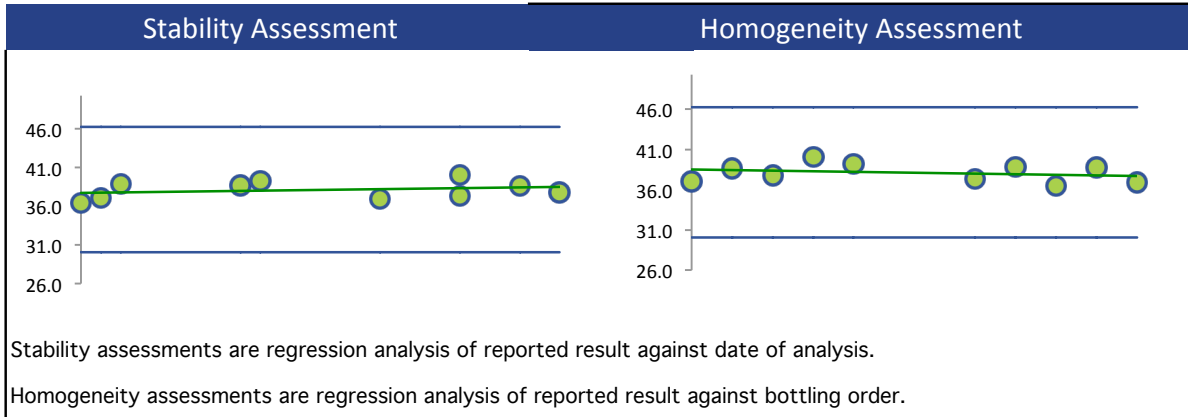 Stability Assessment
Homogeneity Assessment
46.0
41.0
36.0
31.0
26.0
46.0
41.0
36.0
31.0
26.0
Stability assessments are regression analysis of reported result against date of analysis.
Homogeneity assessments are regression analysis of reported result against bottling order.